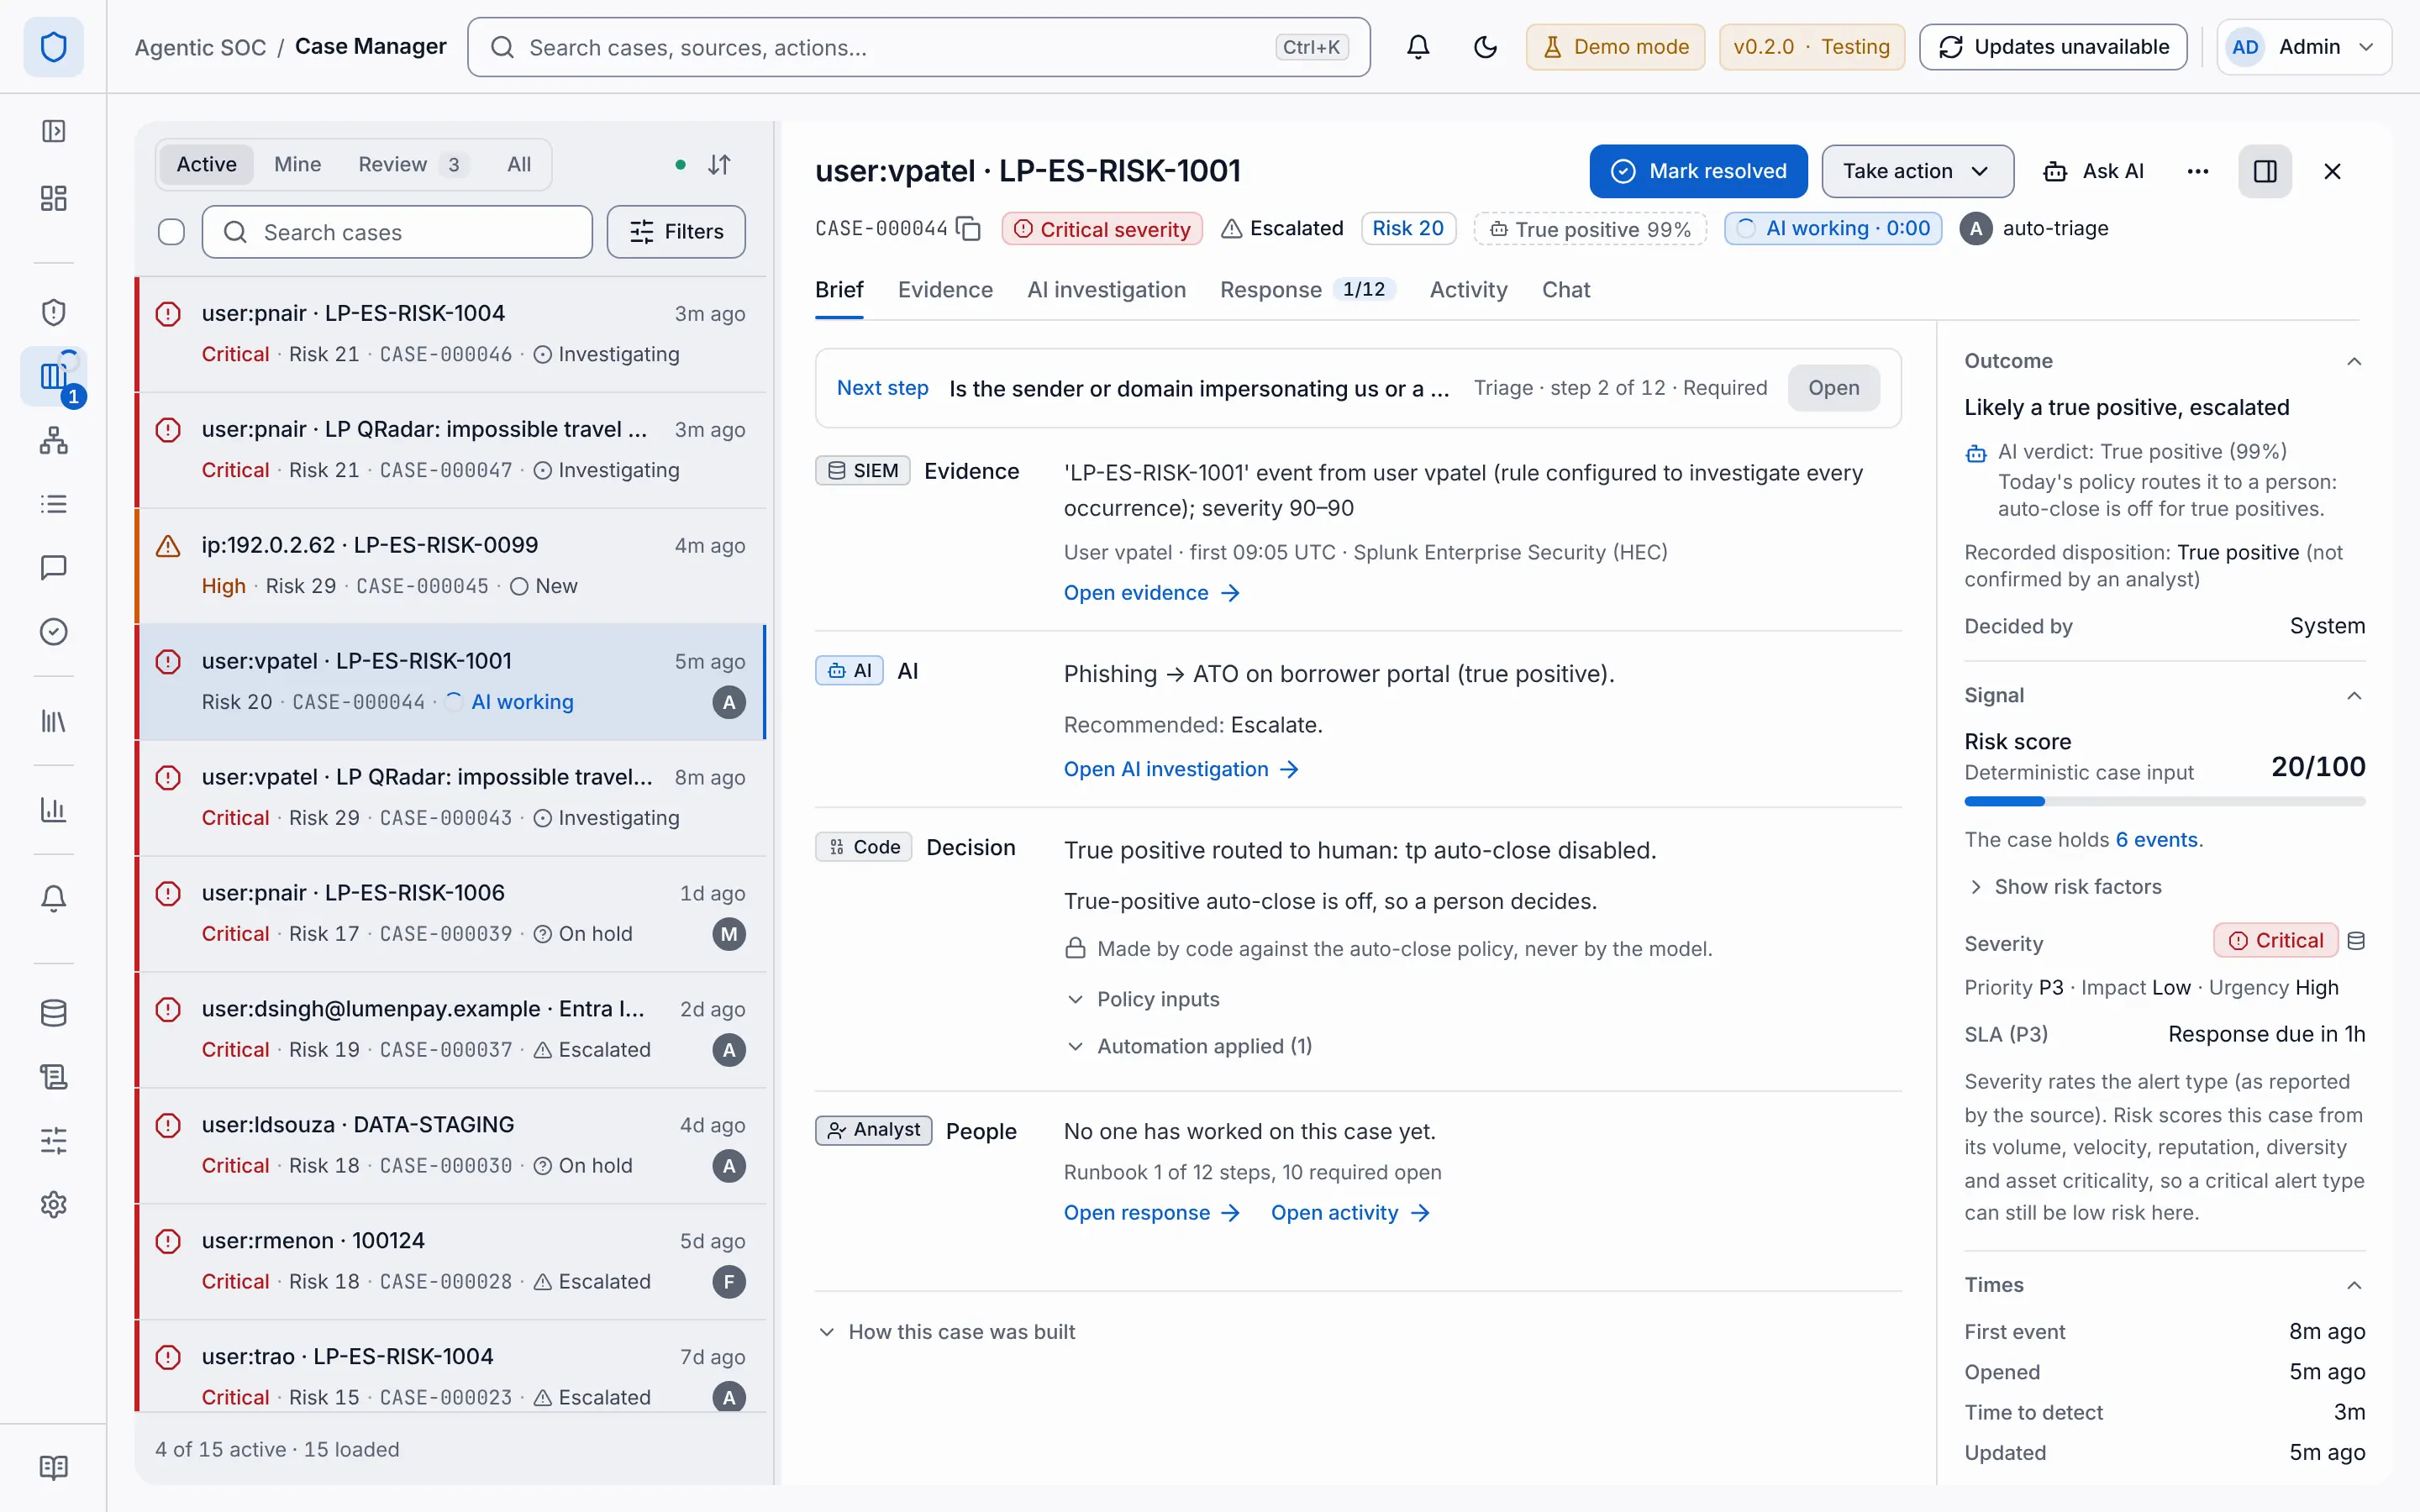 Agentic SOC / Case Manager
Search cases, sources, actions...
Ctrl+K
Demo mode
v0.2.0 · Testing
Updates unavailable
AD Admin
1
Active Mine Review 3 All
Search cases
Filters
user:pnair · LP-ES-RISK-1004 3m ago
Critical · Risk 21 · CASE-000046 · Investigating
user:pnair · LP QRadar: impossible travel ... 3m ago
Critical · Risk 21 · CASE-000047 · Investigating
ip:192.0.2.62 · LP-ES-RISK-0099 4m ago
High · Risk 29 · CASE-000045 · New
user:vpatel · LP-ES-RISK-1001 5m ago
Risk 20 · CASE-000044 · AI working A
user:vpatel · LP QRadar: impossible travel... 8m ago
Critical · Risk 29 · CASE-000043 · Investigating
user:pnair · LP-ES-RISK-1006 1d ago
Critical · Risk 17 · CASE-000039 · On hold M
user:dsingh@lumenpay.example · Entra I... 2d ago
Critical · Risk 19 · CASE-000037 · Escalated A
user:ldsouza · DATA-STAGING 4d ago
Critical · Risk 18 · CASE-000030 · On hold A
user:rmenon · 100124 5d ago
Critical · Risk 18 · CASE-000028 · Escalated F
user:trao · LP-ES-RISK-1004 7d ago
Critical · Risk 15 · CASE-000023 · Escalated A
4 of 15 active · 15 loaded
user:vpatel · LP-ES-RISK-1001
Mark resolved
Take action
Ask AI
CASE-000044 Critical severity Escalated Risk 20 True positive 99% AI working · 0:00 A auto-triage
Brief Evidence AI investigation Response 1/12 Activity Chat
Next step Is the sender or domain impersonating us or a ... Triage · step 2 of 12 · Required Open
SIEM Evidence
'LP-ES-RISK-1001' event from user vpatel (rule configured to investigate every
occurrence); severity 90–90
User vpatel · first 09:05 UTC · Splunk Enterprise Security (HEC)
Open evidence →
AI AI
Phishing → ATO on borrower portal (true positive).
Recommended: Escalate.
Open AI investigation →
Code Decision
True positive routed to human: tp auto-close disabled.
True-positive auto-close is off, so a person decides.
Made by code against the auto-close policy, never by the model.
Policy inputs
Automation applied (1)
Analyst People
No one has worked on this case yet.
Runbook 1 of 12 steps, 10 required open
Open response → Open activity →
How this case was built
Outcome
Likely a true positive, escalated
AI verdict: True positive (99%)
Today's policy routes it to a person:
auto-close is off for true positives.
Recorded disposition: True positive (not
confirmed by an analyst)
Decided by System
Signal
Risk score
Deterministic case input 20/100
The case holds 6 events.
Show risk factors
Severity Critical
Priority P3 · Impact Low · Urgency High
SLA (P3) Response due in 1h
Severity rates the alert type (as reported
by the source). Risk scores this case from
its volume, velocity, reputation, diversity
and asset criticality, so a critical alert type
can still be low risk here.
Times
First event 8m ago
Opened 5m ago
Time to detect 3m
Updated 5m ago